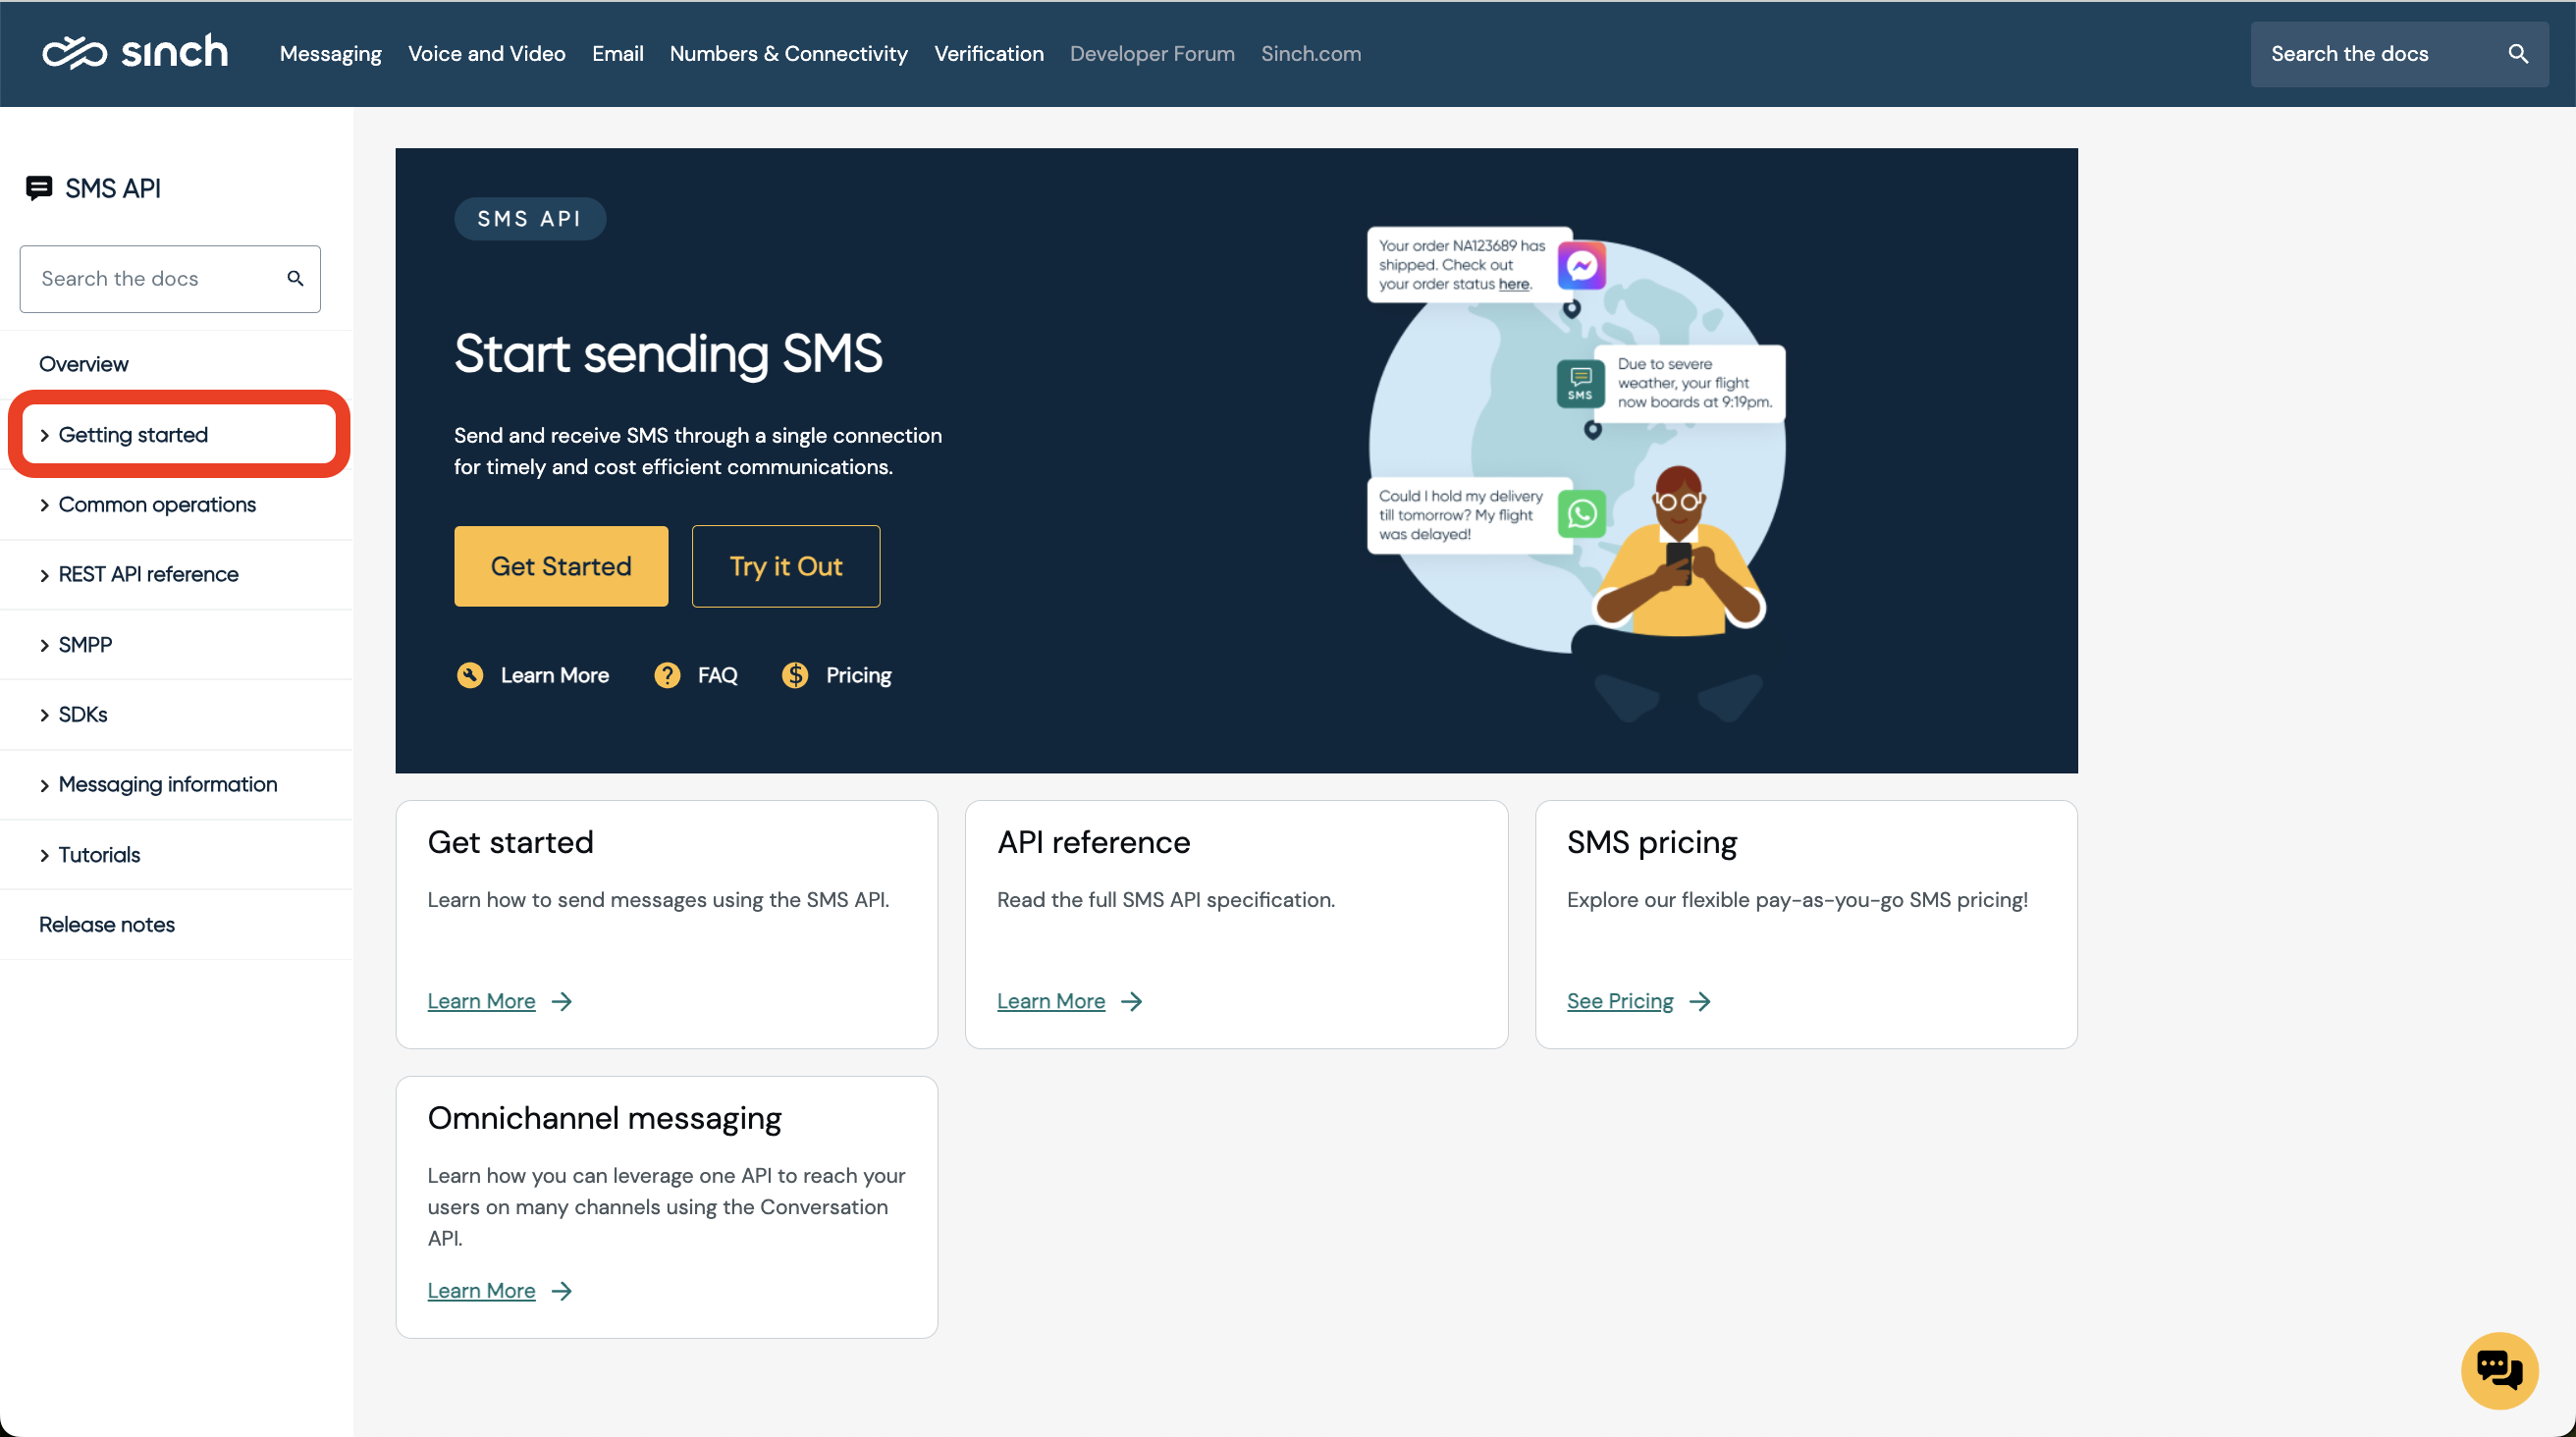 sinch
Messaging
Voice and Video
Email
Numbers & Connectivity
Verification
Developer Forum
Sinch.com
Search the docs
SMS API
Search the docs
Overview
Getting started
Common operations
REST API reference
SMPP
SDKs
Messaging information
Tutorials
Release notes
SMS API
Start sending SMS
Send and receive SMS through a single connection
for timely and cost efficient communications.
Get Started
Try it Out
Learn More
FAQ
Pricing
Your order NA123689 has
shipped. Check out
your order status here.
SMS
Due to severe
weather, your flight
now boards at 9:19pm.
Could I hold my delivery
till tomorrow? My flight
was delayed!
Get started
Learn how to send messages using the SMS API.
Learn More
API reference
Read the full SMS API specification.
Learn More
SMS pricing
Explore our flexible pay-as-you-go SMS pricing!
See Pricing
Omnichannel messaging
Learn how you can leverage one API to reach your
users on many channels using the Conversation
API.
Learn More